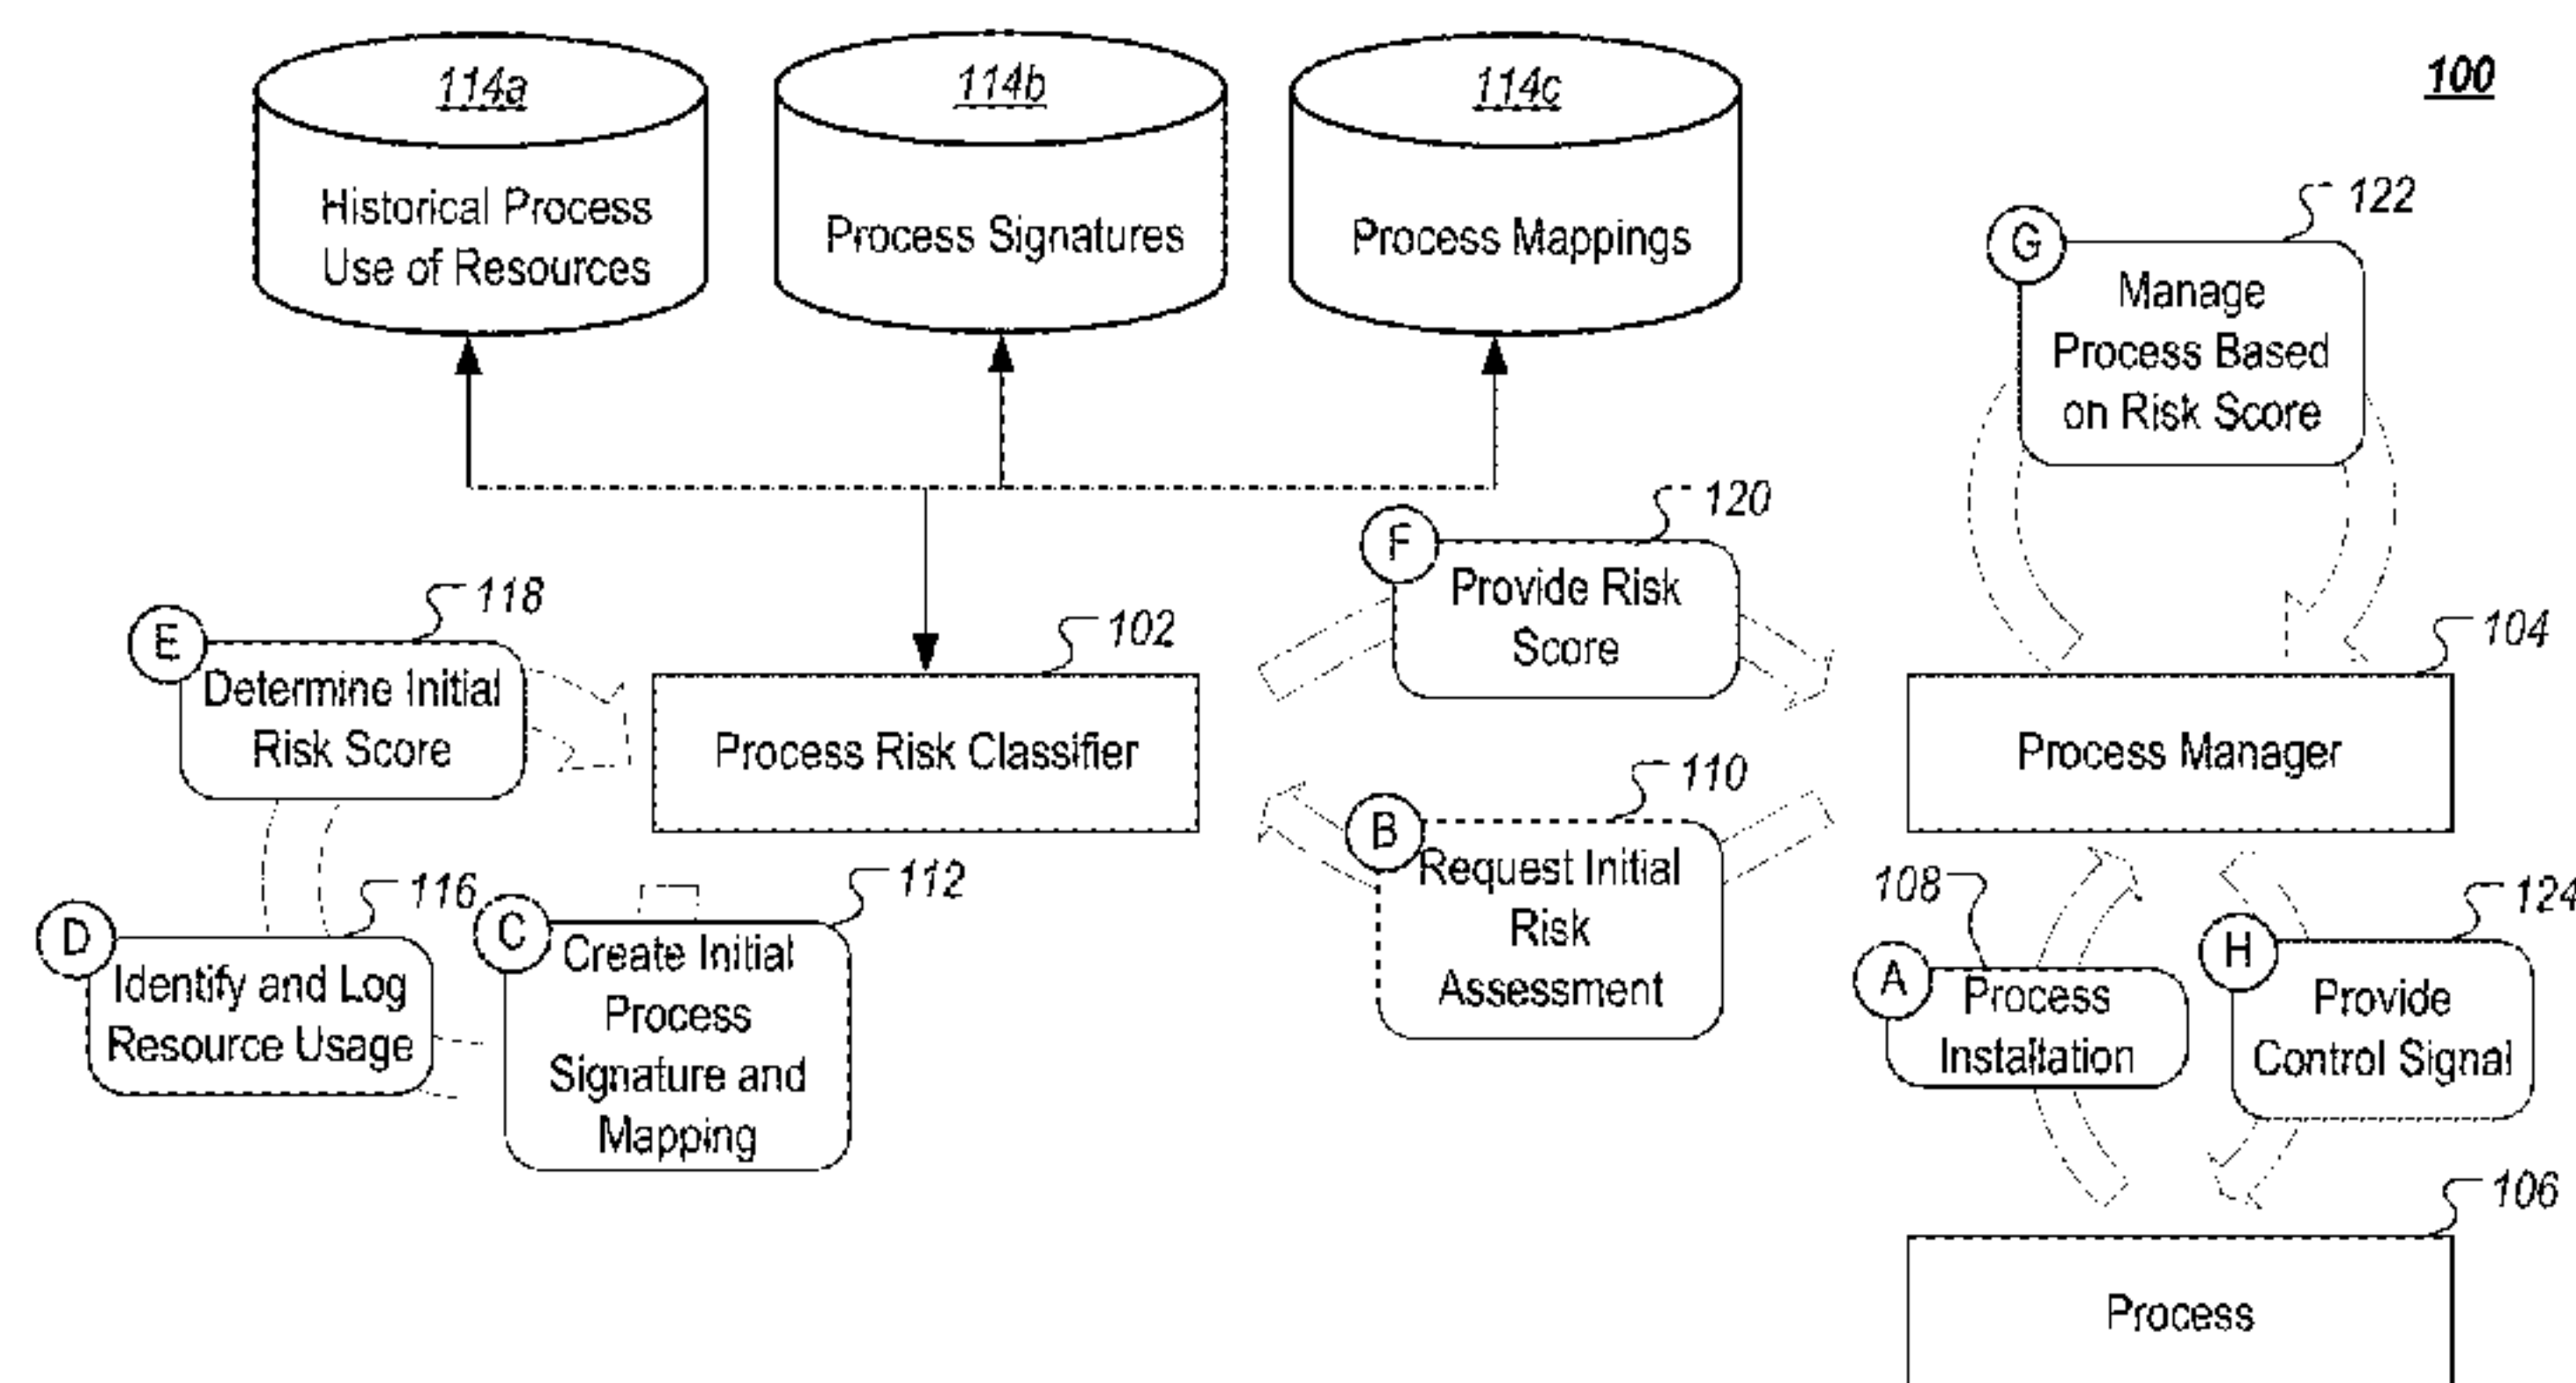 100
114a
Historical Process
Use of Resources
114b
Process Signatures
114c
Process Mappings
122
G
Manage
Process Based
on Risk Score
120
F
Provide Risk
Score
118
E
Determine Initial
Risk Score
102
Process Risk Classifier
104
Process Manager
110
B
Request Initial
Risk
Assessment
116
D
Identify and Log
Resource Usage
112
C
Create Initial
Process
Signature and
Mapping
108
A
Process
Installation
124
H
Provide
Control Signal
106
Process